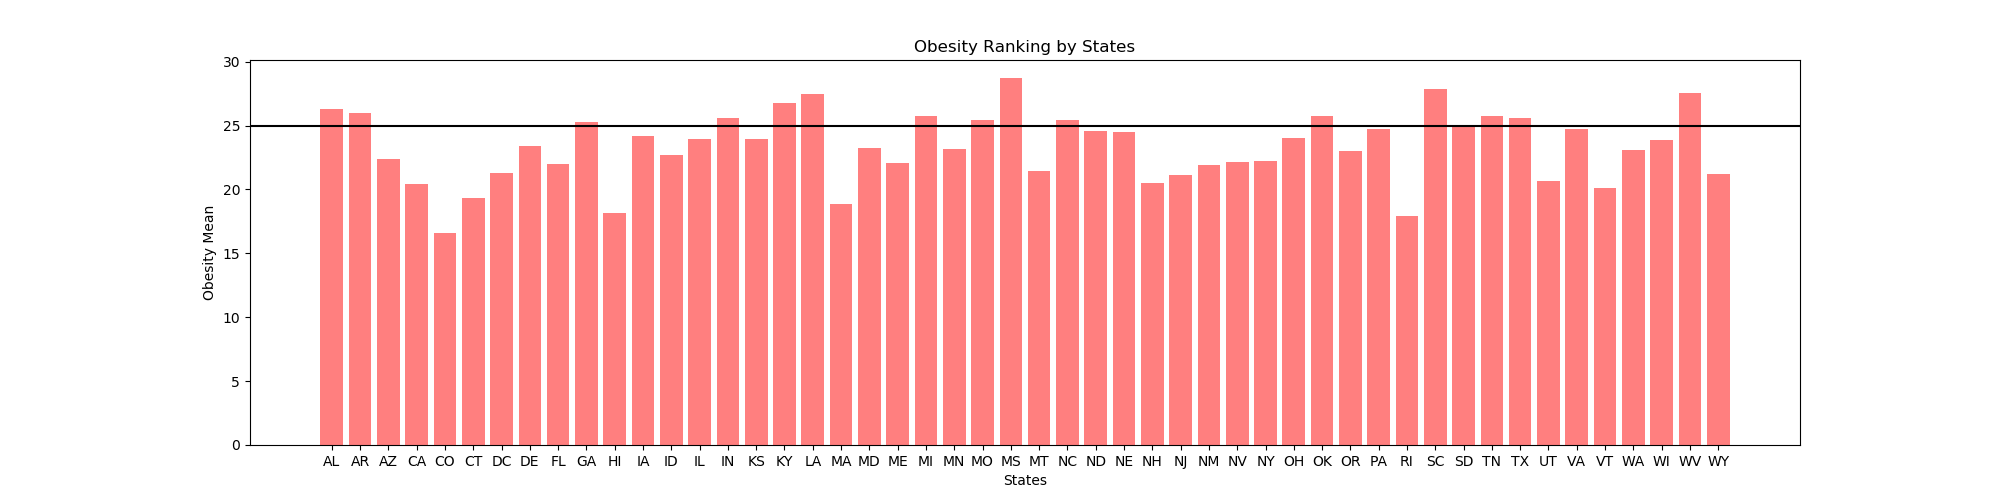 Obesity Ranking by States
30
25
20
15
10
5
0
Obesity Mean
AL AR AZ CA CO CT DC DE FL GA HI IA ID IL IN KS KY LA MA MD ME MI MN MO MS MT NC ND NE NH NJ NM NV NY OH OK OR PA RI SC SD TN TX UT VA VT WA WI WV WY
States